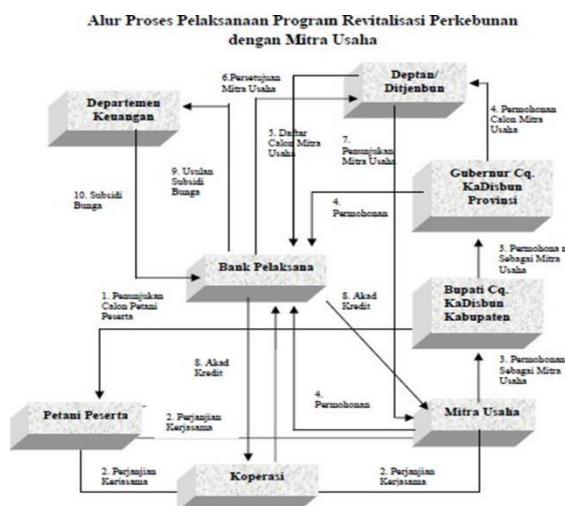 Alur Proses Pelaksanaan Program Revitalisasi Perkebunan
dengan Mitra Usaha
Departemen
Keuangan
6.Persetujuan
Mitra Usaha
Deptan/
Ditjenbun
4. Permohonan
Calon Mitra
Usaha
5. Daftar
Calon Mitra
Usaha
7.
Penunjukan
Mitra Usaha
9. Usulan
Subsidi
Bunga
10. Subsidi
Bunga
Gubernur Cq.
KaDisbun
Provinsi
4.
Permohonan
Bank Pelaksana
3. Permohona n
Sebagai Mitra
Usaha
1. Penunjukan
Calon Petani
Peserta
8. Akad
Kredit
Bupati Cq.
KaDisbun
Kabupaten
8. Akad
Kredit
3. Permohonan
Sebagai Mitra
Usaha
4.
Permohonan
Petani Peserta
2. Perjanjian
Kerjasama
Mitra Usaha
2. Perjanjian
Kerjasama
Koperasi
2. Perjanjian
Kerjasama